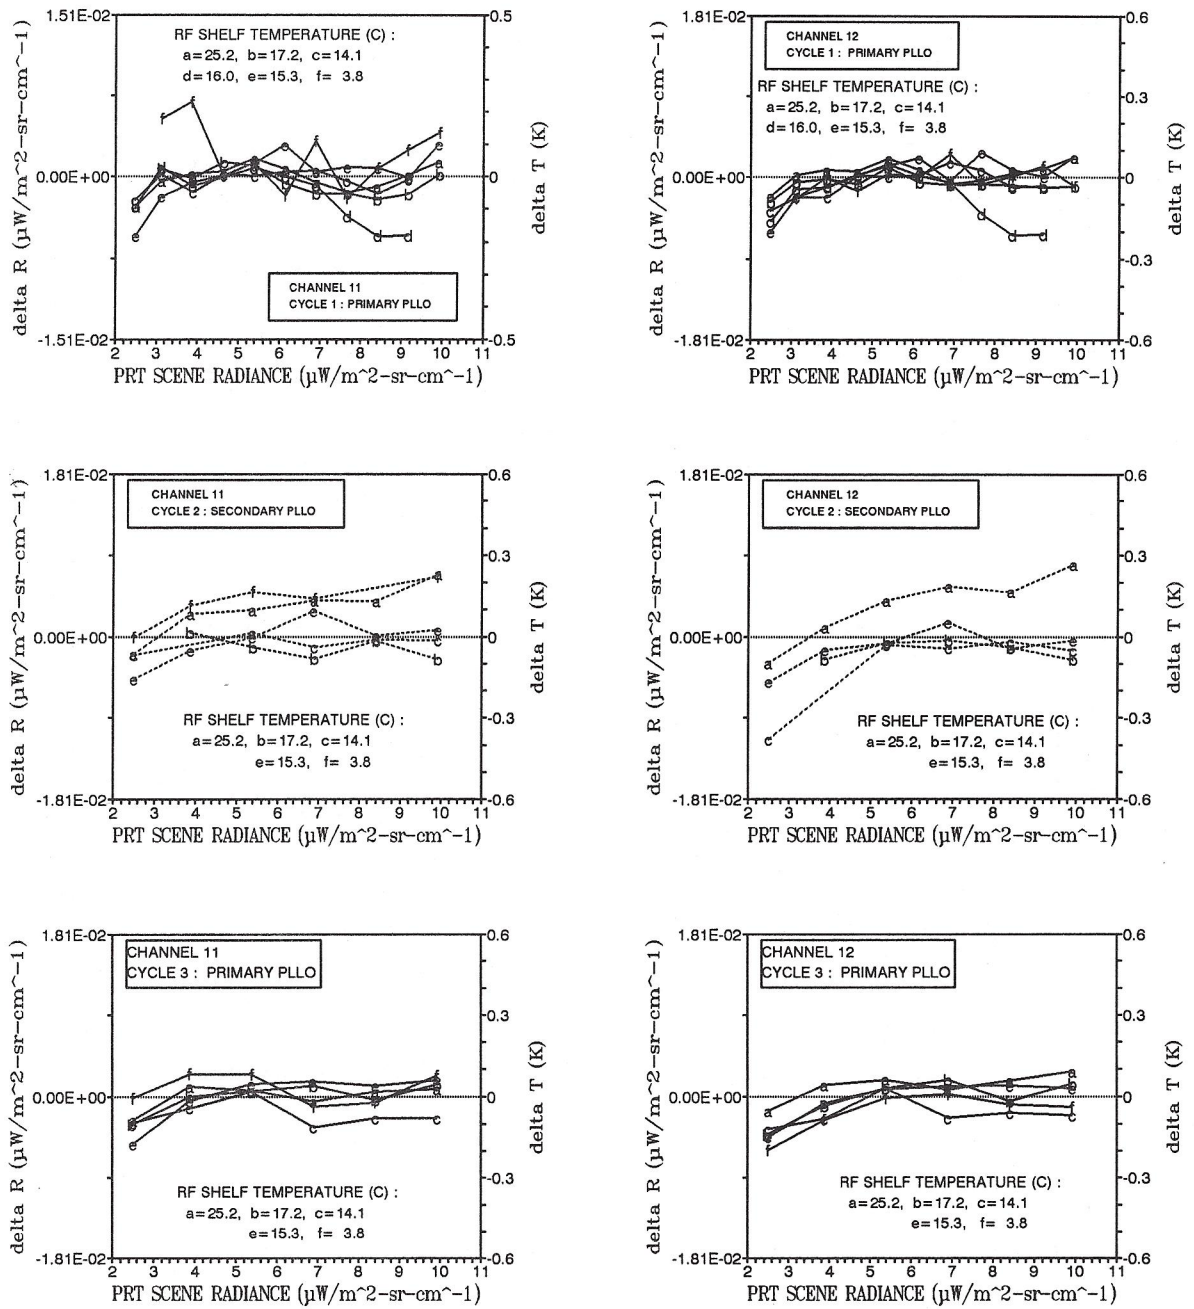 1.51E-02
0.00E+00
-1.51E-02
0.5
0
-0.5
delta R (µW/m^2-sr-cm^-1)
delta T (K)
RF SHELF TEMPERATURE (C) :
a=25.2, b=17.2, c=14.1
d=16.0, e=15.3, f= 3.8
CHANNEL 11
CYCLE 1 : PRIMARY PLLO
2 3 4 5 6 7 8 9 10 11
PRT SCENE RADIANCE (µW/m^2-sr-cm^-1)
1.81E-02
0.00E+00
-1.81E-02
0.6
0.3
0
-0.3
-0.6
delta R (µW/m^2-sr-cm^-1)
delta T (K)
CHANNEL 12
CYCLE 1 : PRIMARY PLLO
RF SHELF TEMPERATURE (C) :
a=25.2, b=17.2, c=14.1
d=16.0, e=15.3, f= 3.8
2 3 4 5 6 7 8 9 10 11
PRT SCENE RADIANCE (µW/m^2-sr-cm^-1)
1.81E-02
0.00E+00
-1.81E-02
0.6
0.3
0
-0.3
-0.6
delta R (µW/m^2-sr-cm^-1)
delta T (K)
CHANNEL 11
CYCLE 2 : SECONDARY PLLO
RF SHELF TEMPERATURE (C) :
a=25.2, b=17.2, c=14.1
e=15.3, f= 3.8
2 3 4 5 6 7 8 9 10 11
PRT SCENE RADIANCE (µW/m^2-sr-cm^-1)
1.81E-02
0.00E+00
-1.81E-02
0.6
0.3
0
-0.3
-0.6
delta R (µW/m^2-sr-cm^-1)
delta T (K)
CHANNEL 12
CYCLE 2 : SECONDARY PLLO
RF SHELF TEMPERATURE (C) :
a=25.2, b=17.2, c=14.1
e=15.3, f= 3.8
2 3 4 5 6 7 8 9 10 11
PRT SCENE RADIANCE (µW/m^2-sr-cm^-1)
1.81E-02
0.00E+00
-1.81E-02
0.6
0.3
0
-0.3
-0.6
delta R (µW/m^2-sr-cm^-1)
delta T (K)
CHANNEL 11
CYCLE 3 : PRIMARY PLLO
RF SHELF TEMPERATURE (C) :
a=25.2, b=17.2, c=14.1
e=15.3, f= 3.8
2 3 4 5 6 7 8 9 10 11
PRT SCENE RADIANCE (µW/m^2-sr-cm^-1)
1.81E-02
0.00E+00
-1.81E-02
0.6
0.3
0
-0.3
-0.6
delta R (µW/m^2-sr-cm^-1)
delta T (K)
CHANNEL 12
CYCLE 3 : PRIMARY PLLO
RF SHELF TEMPERATURE (C) :
a=25.2, b=17.2, c=14.1
e=15.3, f= 3.8
2 3 4 5 6 7 8 9 10 11
PRT SCENE RADIANCE (µW/m^2-sr-cm^-1)